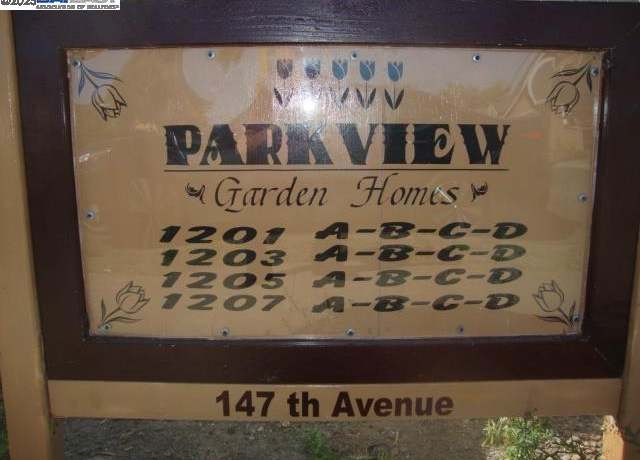 PARKVIEW
Garden Homes
1201 A-B-C-D
1203 A-B-C-D
1205 A-B-C-D
1207 A-B-C-D
147 th Avenue